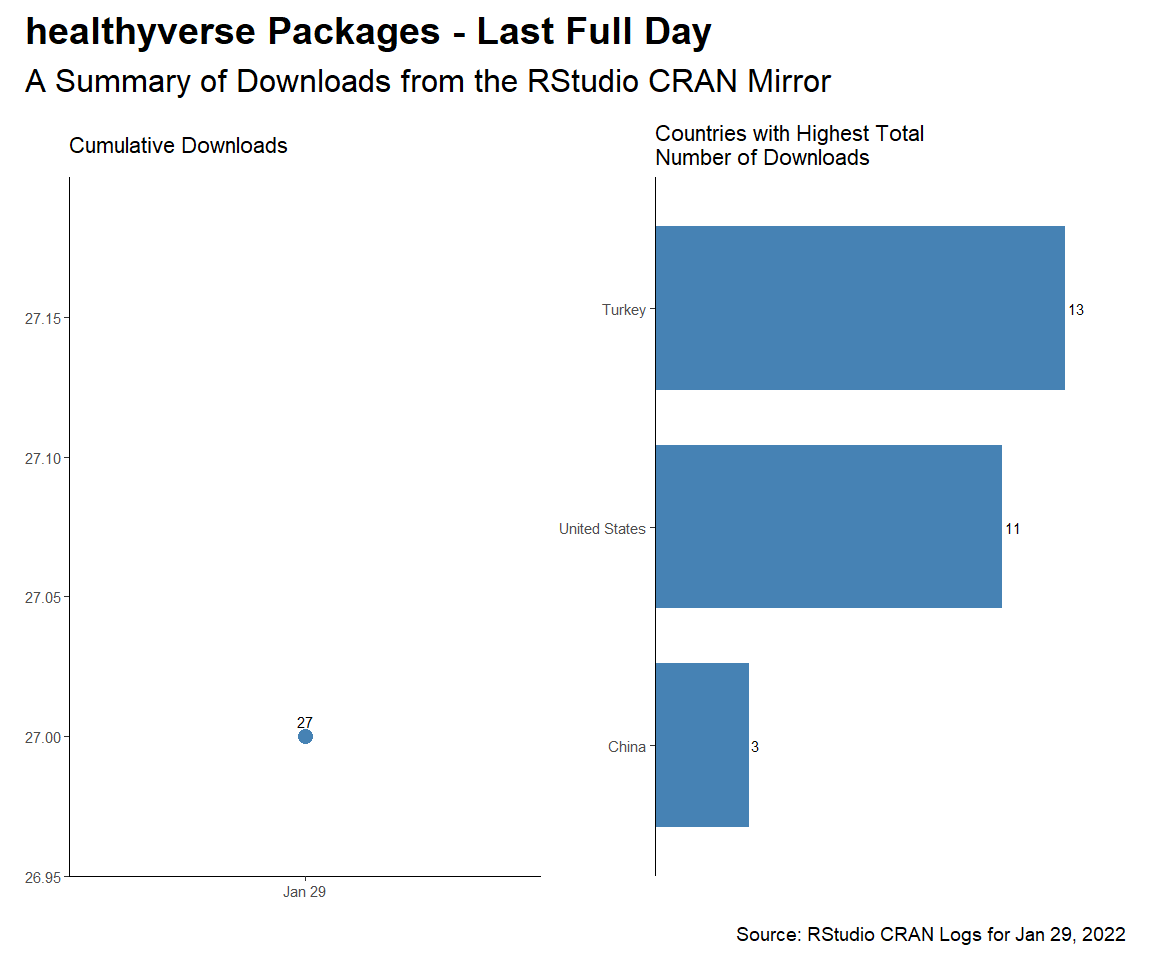 healthyverse Packages - Last Full Day
A Summary of Downloads from the RStudio CRAN Mirror
Cumulative Downloads
27.15
27.10
27.05
27.00
26.95
27
Jan 29
Countries with Highest Total
Number of Downloads
Turkey
13
United States
11
China
3
Source: RStudio CRAN Logs for Jan 29, 2022